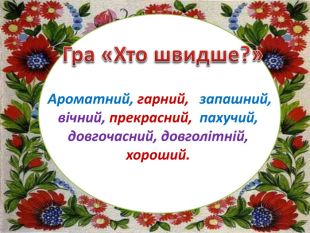 Гра «Хто швидше?»
Ароматний, гарний, запашний,
вічний, прекрасний, пахучий,
довгочасний, довголітній,
хороший.